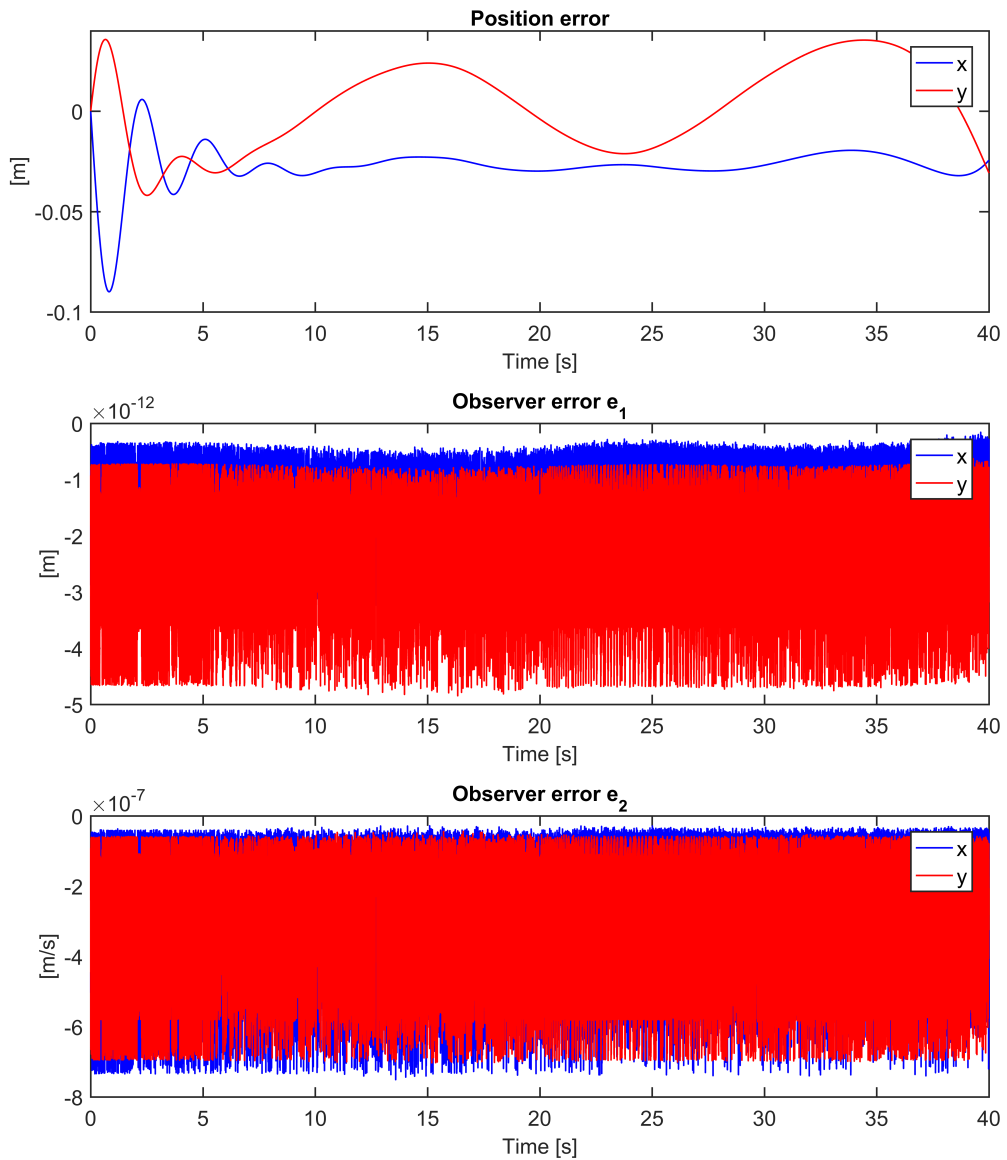 Position error
0
-0.05
-0.1
[m]
x
y
0 5 10 15 20 25 30 35 40
Time [s]
×10-12
Observer error e1
0
-1
-2
-3
-4
-5
[m]
x
y
0 5 10 15 20 25 30 35 40
Time [s]
×10-7
Observer error e2
0
-2
-4
-6
-8
[m/s]
x
y
0 5 10 15 20 25 30 35 40
Time [s]